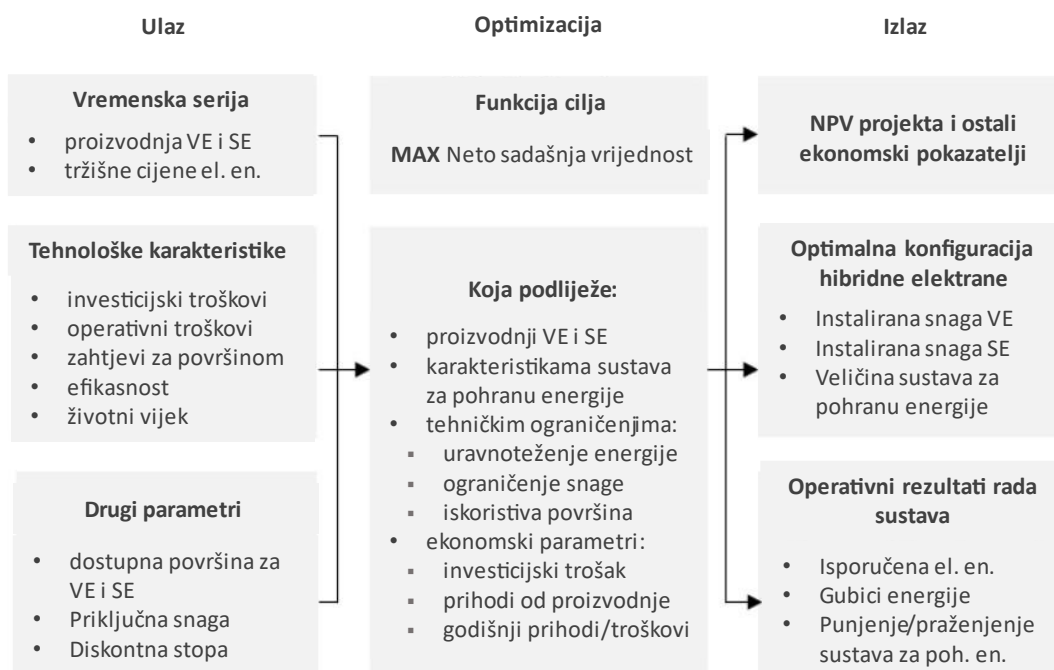 Ulaz
Vremenska serija
• proizvodnja VE i SE
• tržišne cijene el. en.
Tehnološke karakteristike
• investicijski troškovi
• operativni troškovi
• zahtjevi za površinom
• efikasnost
• životni vijek
Drugi parametri
• dostupna površina za
VE i SE
• Priključna snaga
• Diskontna stopa
Optimizacija
Funkcija cilja
MAX Neto sadašnja vrijednost
Koja podliježe:
• proizvodnji VE i SE
• karakteristikama sustava
za pohranu energije
• tehničkim ograničenjima:
▪ uravnoteženje energije
▪ ograničenje snage
▪ iskoristiva površina
• ekonomski parametri:
▪ investicijski trošak
▪ prihodi od proizvodnje
▪ godišnji prihodi/troškovi
Izlaz
NPV projekta i ostali
ekonomski pokazatelji
Optimalna konfiguracija
hibridne elektrane
• Instalirana snaga VE
• Instalirana snaga SE
• Veličina sustava za
pohranu energije
Operativni rezultati rada
sustava
• Isporučena el. en.
• Gubici energije
• Punjenje/pražnjenje
sustava za poh. en.